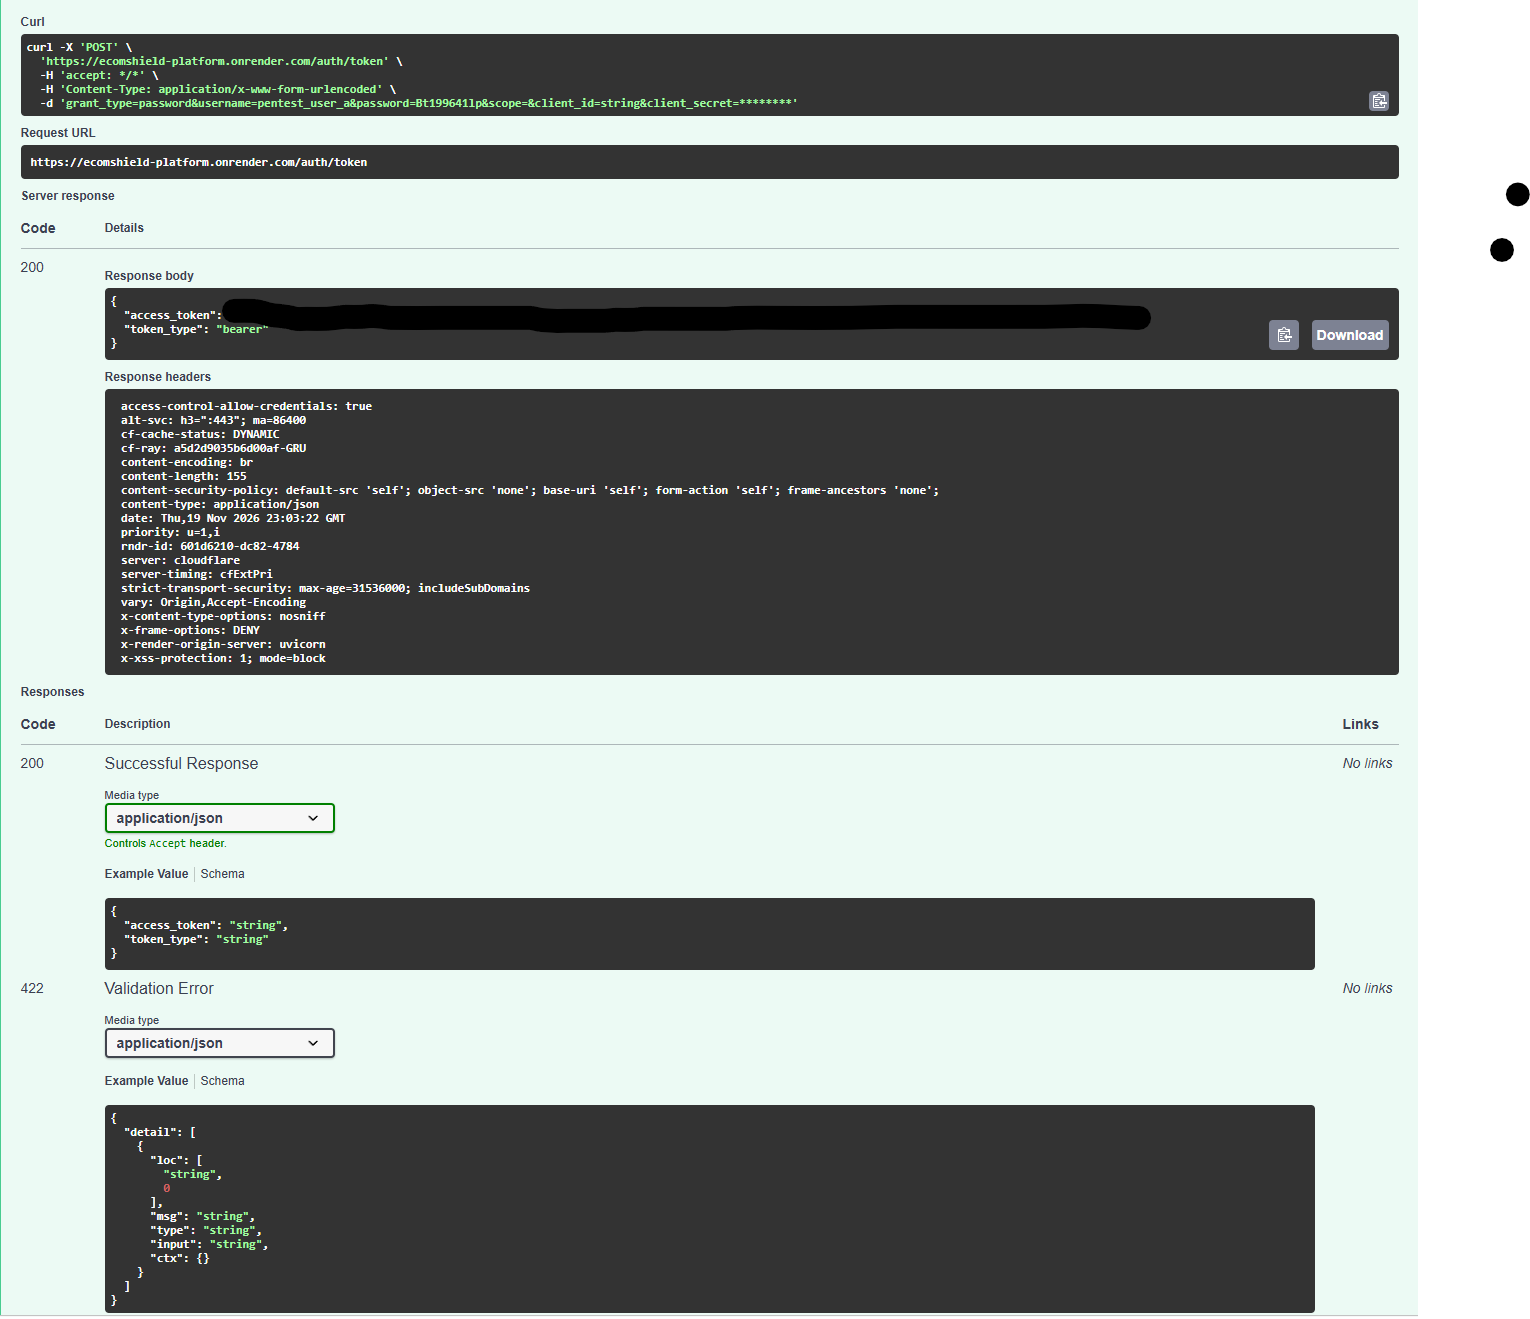 Curl
curl -X 'POST' \
'https://ecomshield-platform.onrender.com/auth/token' \
-H 'accept: */*' \
-H 'Content-Type: application/x-www-form-urlencoded' \
-d 'grant_type=password&username=pentest_user_a&password=Bt199641lp&scope=&client_id=string&client_secret=********'
Request URL
https://ecomshield-platform.onrender.com/auth/token
Server response
Code Details
200
Response body
{
"access_token":
"token_type": "bearer"
}
Download
Response headers
access-control-allow-credentials: true
alt-svc: h3=":443"; ma=86400
cf-cache-status: DYNAMIC
cf-ray: a5d2d9035b6d00af-GRU
content-encoding: br
content-length: 155
content-security-policy: default-src 'self'; object-src 'none'; base-uri 'self'; form-action 'self'; frame-ancestors 'none';
content-type: application/json
date: Thu,19 Nov 2026 23:03:22 GMT
priority: u=1,i
rndr-id: 601d6210-dc82-4784
server: cloudflare
server-timing: cfExtPri
strict-transport-security: max-age=31536000; includeSubDomains
vary: Origin,Accept-Encoding
x-content-type-options: nosniff
x-frame-options: DENY
x-render-origin-server: uvicorn
x-xss-protection: 1; mode=block
Responses
Code Description Links
200 Successful Response No links
Media type
application/json
Controls Accept header.
Example Value Schema
{
"access_token": "string",
"token_type": "string"
}
422 Validation Error No links
Media type
application/json
Example Value Schema
{
"detail": [
{
"loc": [
"string",
0
],
"msg": "string",
"type": "string",
"input": "string",
"ctx": {}
}
]
}